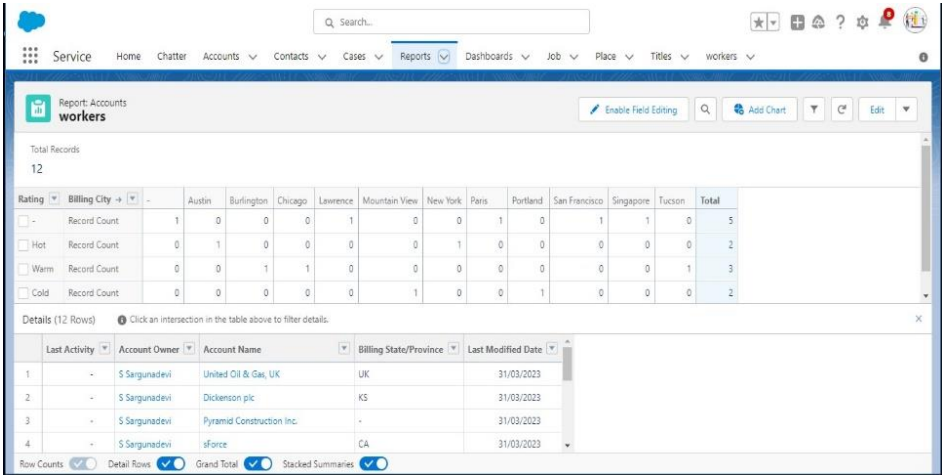 Search...
Service Home Chatter Accounts Contacts Cases Reports Dashboards Job Place Titles workers
Report: Accounts
workers
Enable Field Editing Add Chart Edit
Total Records
12
Rating Billing City → - Austin Burlington Chicago Lawrence Mountain View New York Paris Portland San Francisco Singapore Tucson Total
- Record Count 1 0 0 0 1 0 0 1 0 1 1 0 5
Hot Record Count 0 1 0 0 0 0 1 0 0 0 0 0 2
Warm Record Count 0 0 1 1 0 0 0 0 0 0 0 1 3
Cold Record Count 0 0 0 0 0 1 0 0 1 0 0 0 2
Details (12 Rows) Click an intersection in the table above to filter details.
Last Activity Account Owner Account Name Billing State/Province Last Modified Date
1 - S Sargunadevi United Oil & Gas, UK UK 31/03/2023
2 - S Sargunadevi Dickenson plc KS 31/03/2023
3 - S Sargunadevi Pyramid Construction Inc. - 31/03/2023
4 - S Sargunadevi sForce CA 31/03/2023
Row Counts Detail Rows Grand Total Stacked Summaries